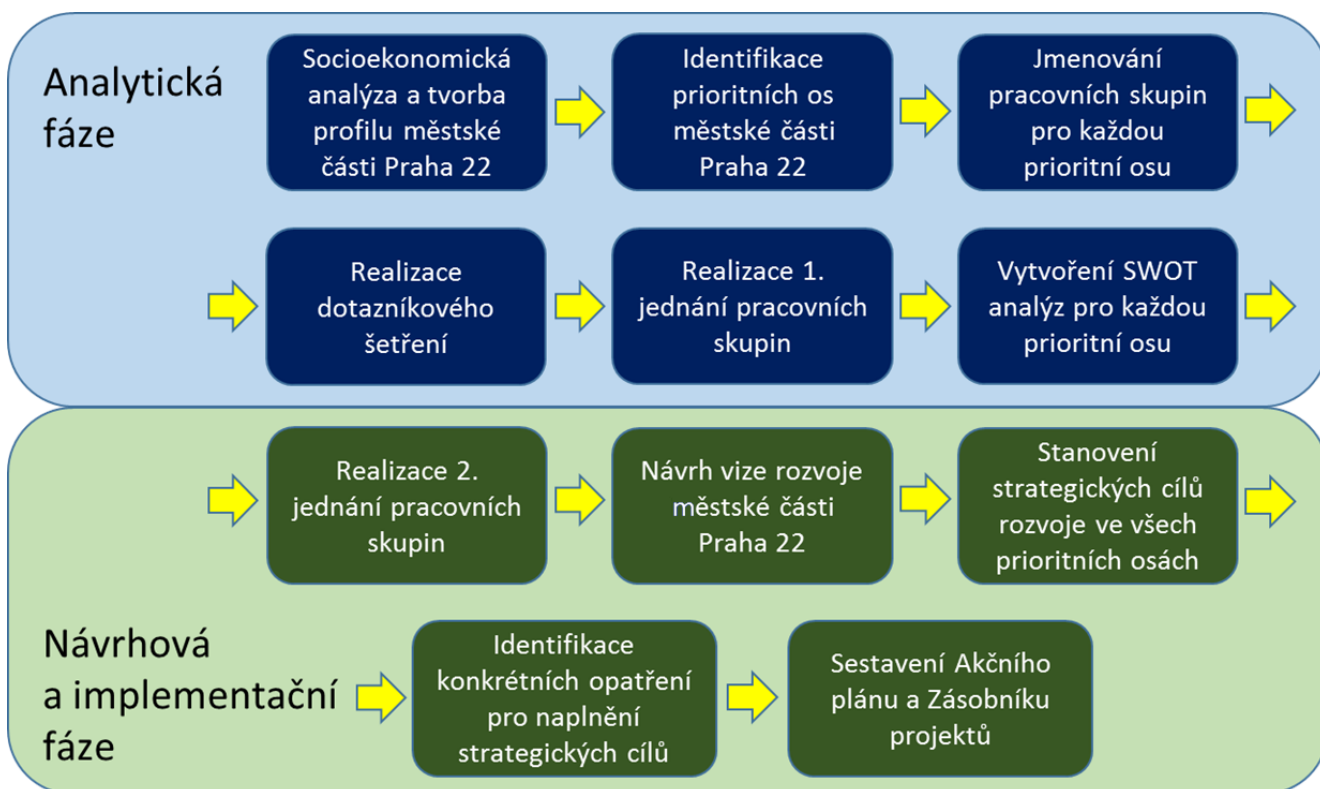 Analytická
fáze
Socioekonomická
analýza a tvorba
profilu městské
části Praha 22
Identifikace
prioritních os
městské části
Praha 22
Jmenování
pracovních skupin
pro každou
prioritní osu
Realizace
dotazníkového
šetření
Realizace 1.
jednání pracovních
skupin
Vytvoření SWOT
analýz pro každou
prioritní osu
Realizace 2.
jednání pracovních
skupin
Návrh vize rozvoje
městské části
Praha 22
Stanovení
strategických cílů
rozvoje ve všech
prioritních osách
Návrhová
a implementační
fáze
Identifikace
konkrétních opatření
pro naplnění
strategických cílů
Sestavení Akčního
plánu a Zásobníku
projektů